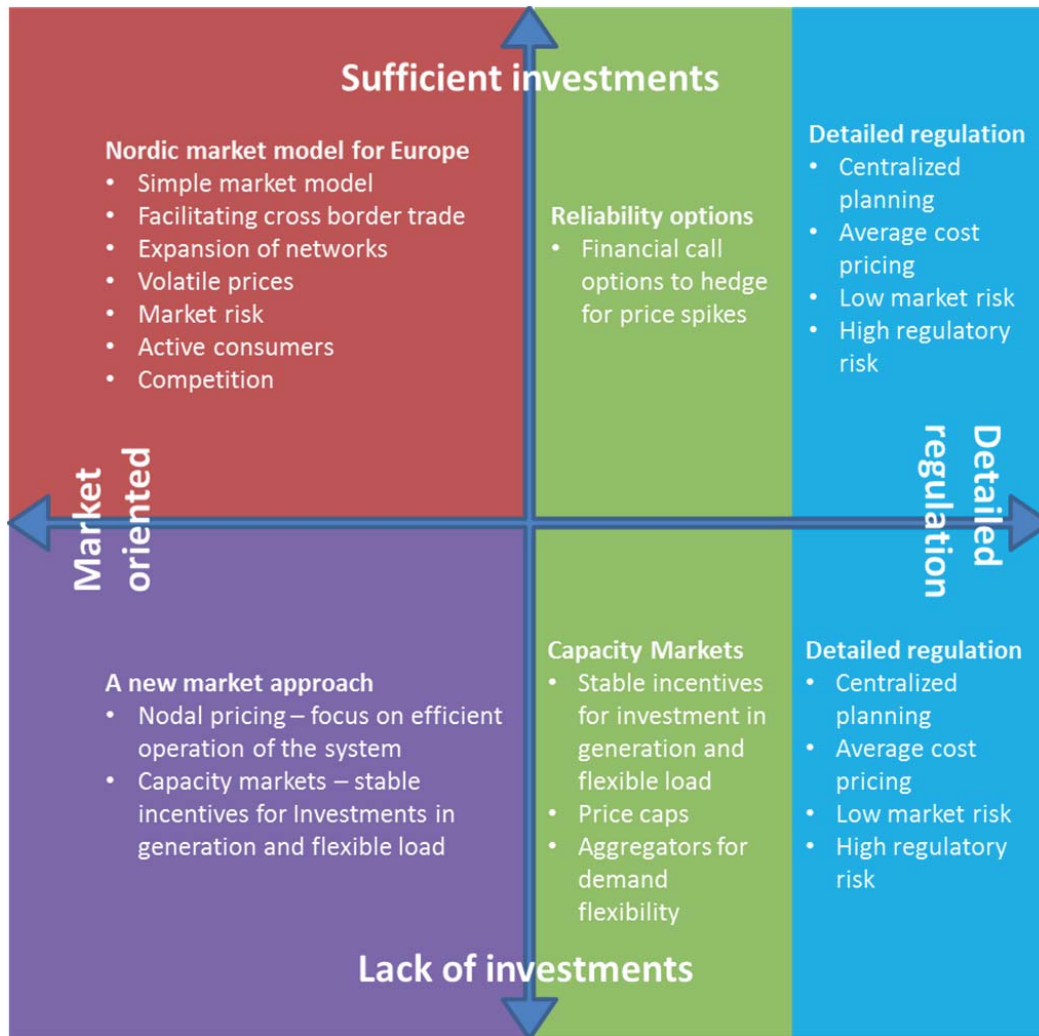 Sufficient investments
Nordic market model for Europe
• Simple market model
• Facilitating cross border trade
• Expansion of networks
• Volatile prices
• Market risk
• Active consumers
• Competition
Reliability options
• Financial call
options to hedge
for price spikes
Detailed regulation
• Centralized
planning
• Average cost
pricing
• Low market risk
• High regulatory
risk
Market
oriented
Detailed
regulation
A new market approach
• Nodal pricing – focus on efficient
operation of the system
• Capacity markets – stable
incentives for Investments in
generation and flexible load
Capacity Markets
• Stable incentives
for investment in
generation and
flexible load
• Price caps
• Aggregators for
demand
flexibility
Detailed regulation
• Centralized
planning
• Average cost
pricing
• Low market risk
• High regulatory
risk
Lack of investments